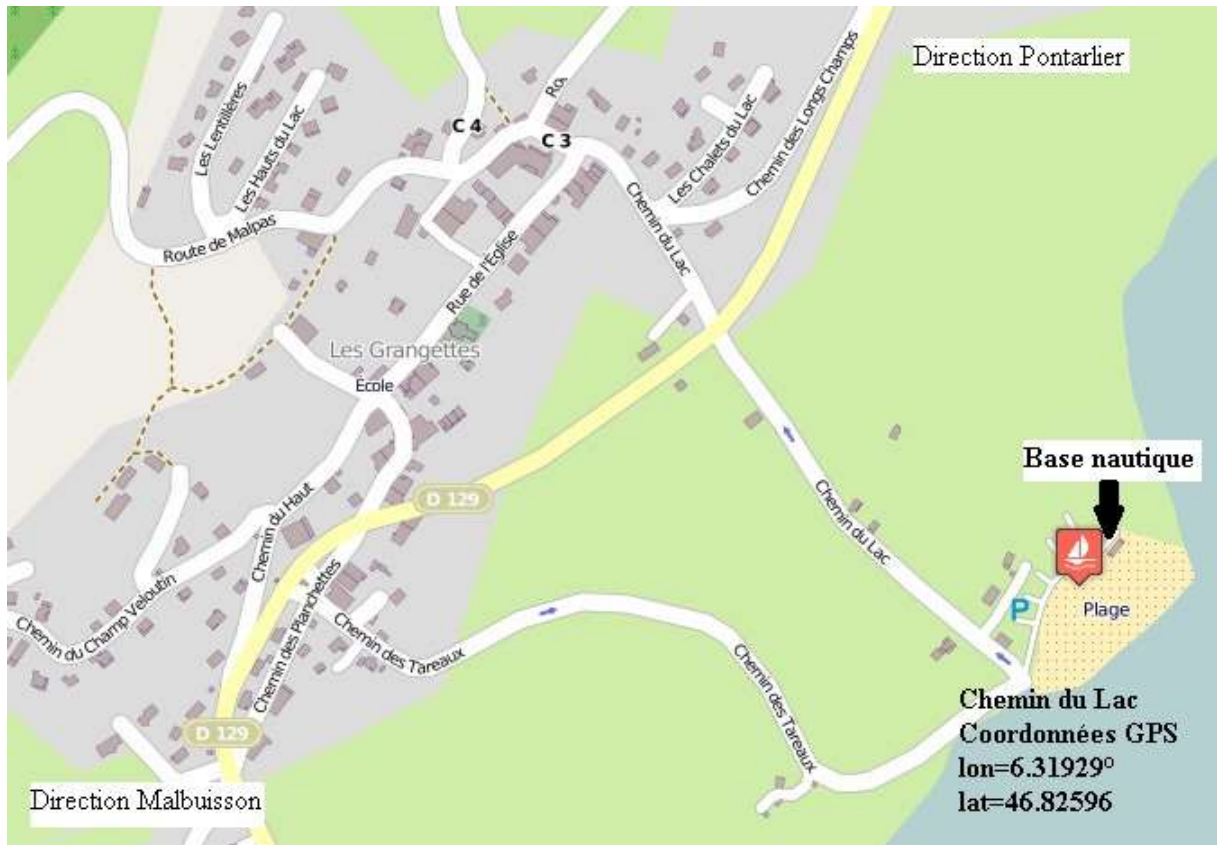 Direction Pontarlier
Les Lentillères
Les Hauts du Lac
C 4
C 3
Les Chalets du Lac
Chemin des Longs Champs
Chemin du Lac
Route de Malpas
Rue de l'Église
Les Grangettes
École
D 129
Base nautique
Chemin du Haut
Chemin du Lac
Chemin du Champ Veloutin
Chemin des Planchettes
Chemin des Tareaux
P
Plage
Chemin des Tareaux
D 129
Direction Malbuisson
Chemin du Lac
Coordonnées GPS
lon=6.31929°
lat=46.82596